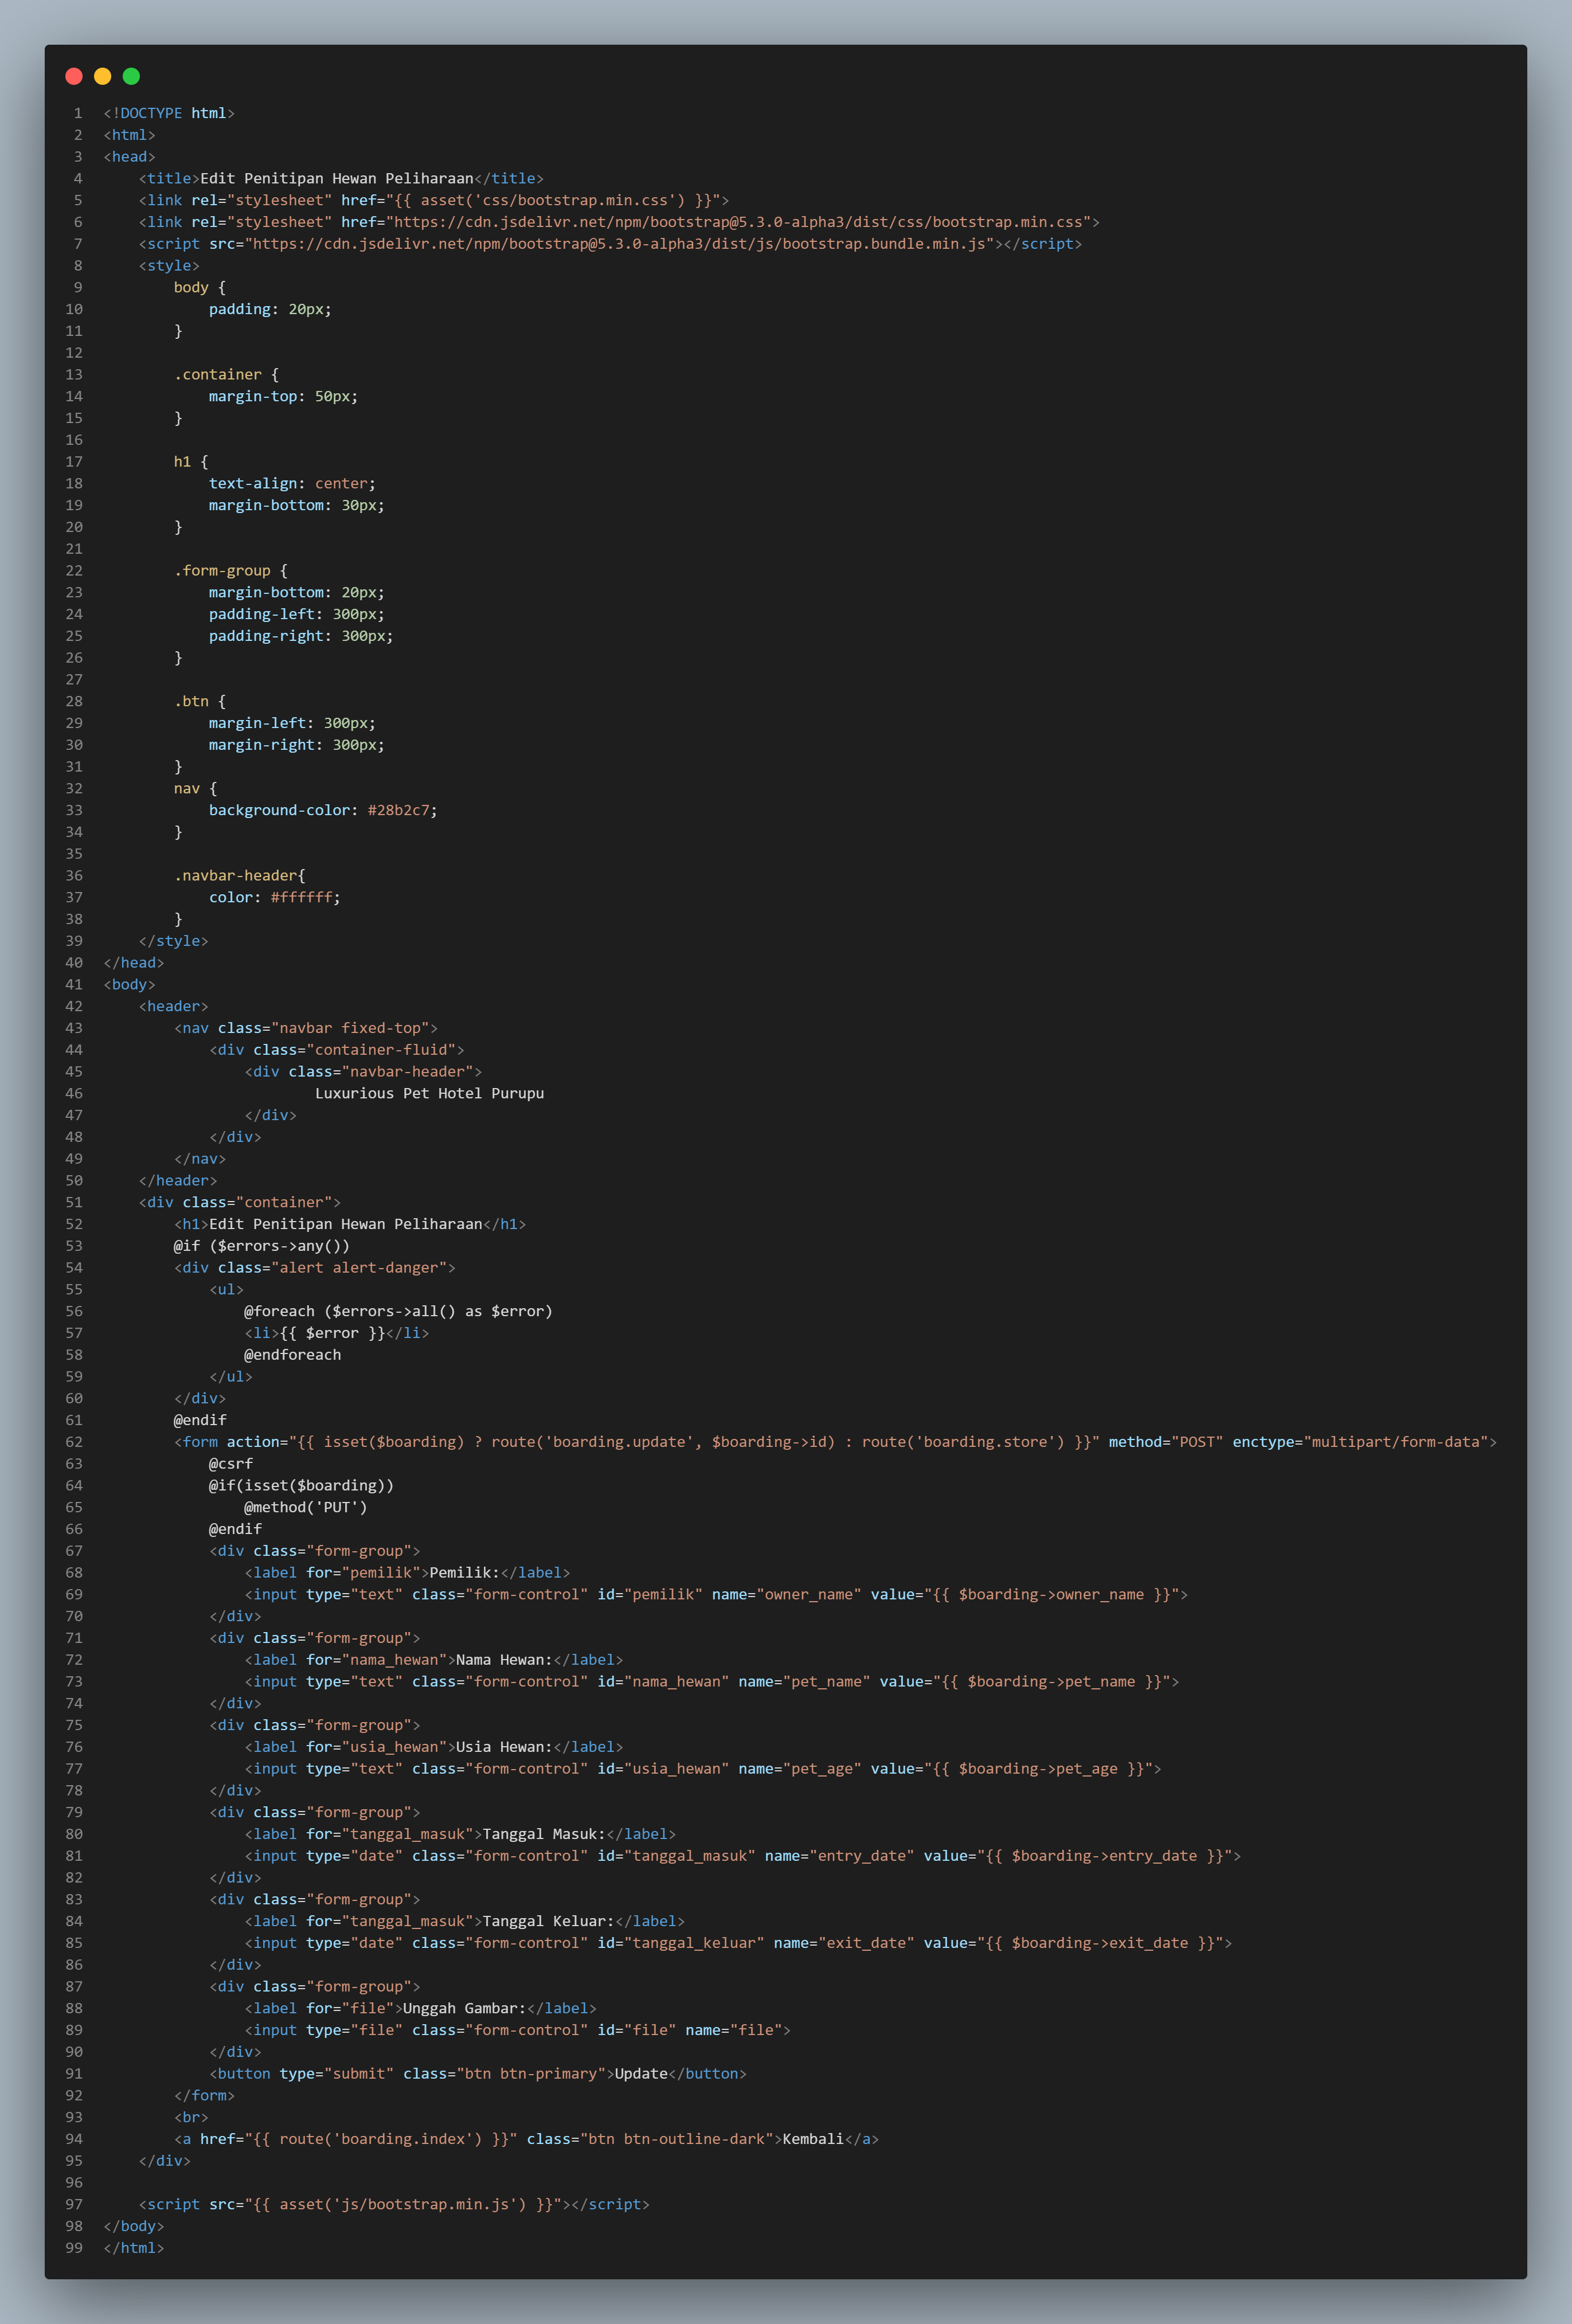 1 <!DOCTYPE html>
2 <html>
3 <head>
4     <title>Edit Penitipan Hewan Peliharaan</title>
5     <link rel="stylesheet" href="{{ asset('css/bootstrap.min.css') }}">
6     <link rel="stylesheet" href="https://cdn.jsdelivr.net/npm/bootstrap@5.3.0-alpha3/dist/css/bootstrap.min.css">
7     <script src="https://cdn.jsdelivr.net/npm/bootstrap@5.3.0-alpha3/dist/js/bootstrap.bundle.min.js"></script>
8     <style>
9         body {
10             padding: 20px;
11         }
12
13         .container {
14             margin-top: 50px;
15         }
16
17         h1 {
18             text-align: center;
19             margin-bottom: 30px;
20         }
21
22         .form-group {
23             margin-bottom: 20px;
24             padding-left: 300px;
25             padding-right: 300px;
26         }
27
28         .btn {
29             margin-left: 300px;
30             margin-right: 300px;
31         }
32         nav {
33             background-color: #28b2c7;
34         }
35
36         .navbar-header{
37             color: #ffffff;
38         }
39     </style>
40 </head>
41 <body>
42     <header>
43         <nav class="navbar fixed-top">
44             <div class="container-fluid">
45                 <div class="navbar-header">
46                         Luxurious Pet Hotel Purupu
47                 </div>
48             </div>
49         </nav>
50     </header>
51     <div class="container">
52         <h1>Edit Penitipan Hewan Peliharaan</h1>
53         @if ($errors->any())
54         <div class="alert alert-danger">
55             <ul>
56                 @foreach ($errors->all() as $error)
57                 <li>{{ $error }}</li>
58                 @endforeach
59             </ul>
60         </div>
61         @endif
62         <form action="{{ isset($boarding) ? route('boarding.update', $boarding->id) : route('boarding.store') }}" method="POST" enctype="multipart/form-data">
63             @csrf
64             @if(isset($boarding))
65                 @method('PUT')
66             @endif
67             <div class="form-group">
68                 <label for="pemilik">Pemilik:</label>
69                 <input type="text" class="form-control" id="pemilik" name="owner_name" value="{{ $boarding->owner_name }}">
70             </div>
71             <div class="form-group">
72                 <label for="nama_hewan">Nama Hewan:</label>
73                 <input type="text" class="form-control" id="nama_hewan" name="pet_name" value="{{ $boarding->pet_name }}">
74             </div>
75             <div class="form-group">
76                 <label for="usia_hewan">Usia Hewan:</label>
77                 <input type="text" class="form-control" id="usia_hewan" name="pet_age" value="{{ $boarding->pet_age }}">
78             </div>
79             <div class="form-group">
80                 <label for="tanggal_masuk">Tanggal Masuk:</label>
81                 <input type="date" class="form-control" id="tanggal_masuk" name="entry_date" value="{{ $boarding->entry_date }}">
82             </div>
83             <div class="form-group">
84                 <label for="tanggal_masuk">Tanggal Keluar:</label>
85                 <input type="date" class="form-control" id="tanggal_keluar" name="exit_date" value="{{ $boarding->exit_date }}">
86             </div>
87             <div class="form-group">
88                 <label for="file">Unggah Gambar:</label>
89                 <input type="file" class="form-control" id="file" name="file">
90             </div>
91             <button type="submit" class="btn btn-primary">Update</button>
92         </form>
93         <br>
94         <a href="{{ route('boarding.index') }}" class="btn btn-outline-dark">Kembali</a>
95     </div>
96
97     <script src="{{ asset('js/bootstrap.min.js') }}"></script>
98 </body>
99 </html>